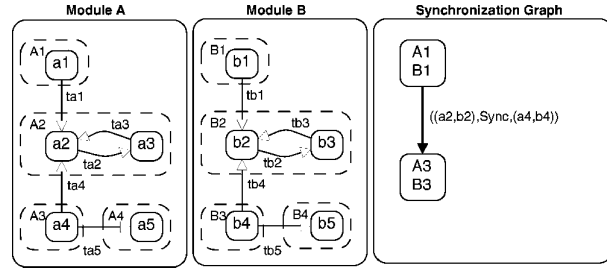 Module A
Module B
Synchronization Graph
A1
a1
ta1
A2
a2
ta3
a3
ta2
ta4
A3
a4
A4
a5
ta5
B1
b1
tb1
B2
b2
tb3
b3
tb2
tb4
B3
b4
B4
b5
tb5
A1
B1
((a2,b2),Sync,(a4,b4))
A3
B3